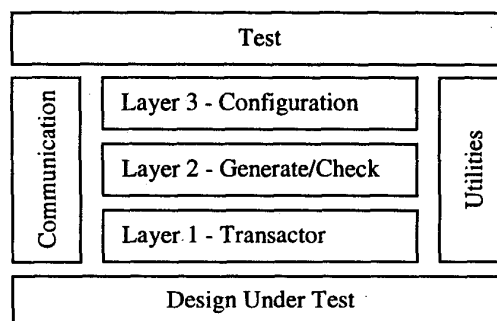 Test
Communication
Layer 3 - Configuration
Layer 2 - Generate/Check
Layer 1 - Transactor
Utilities
Design Under Test